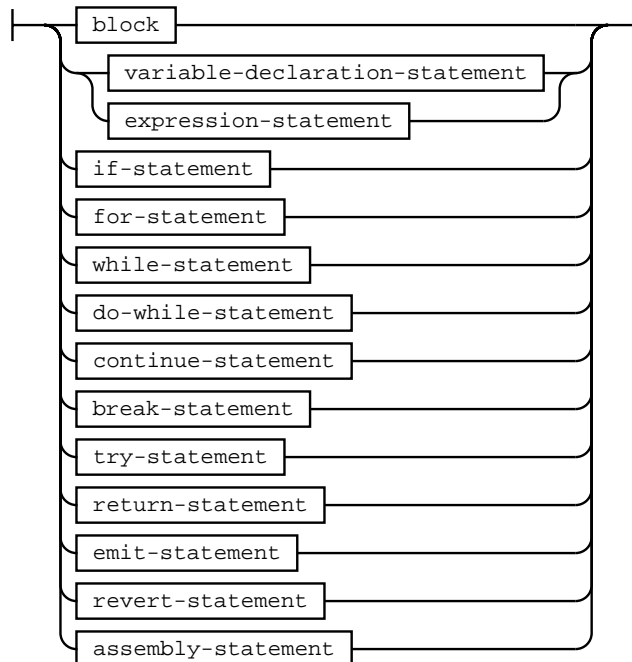 block
variable-declaration-statement
expression-statement
if-statement
for-statement
while-statement
do-while-statement
continue-statement
break-statement
try-statement
return-statement
emit-statement
revert-statement
assembly-statement